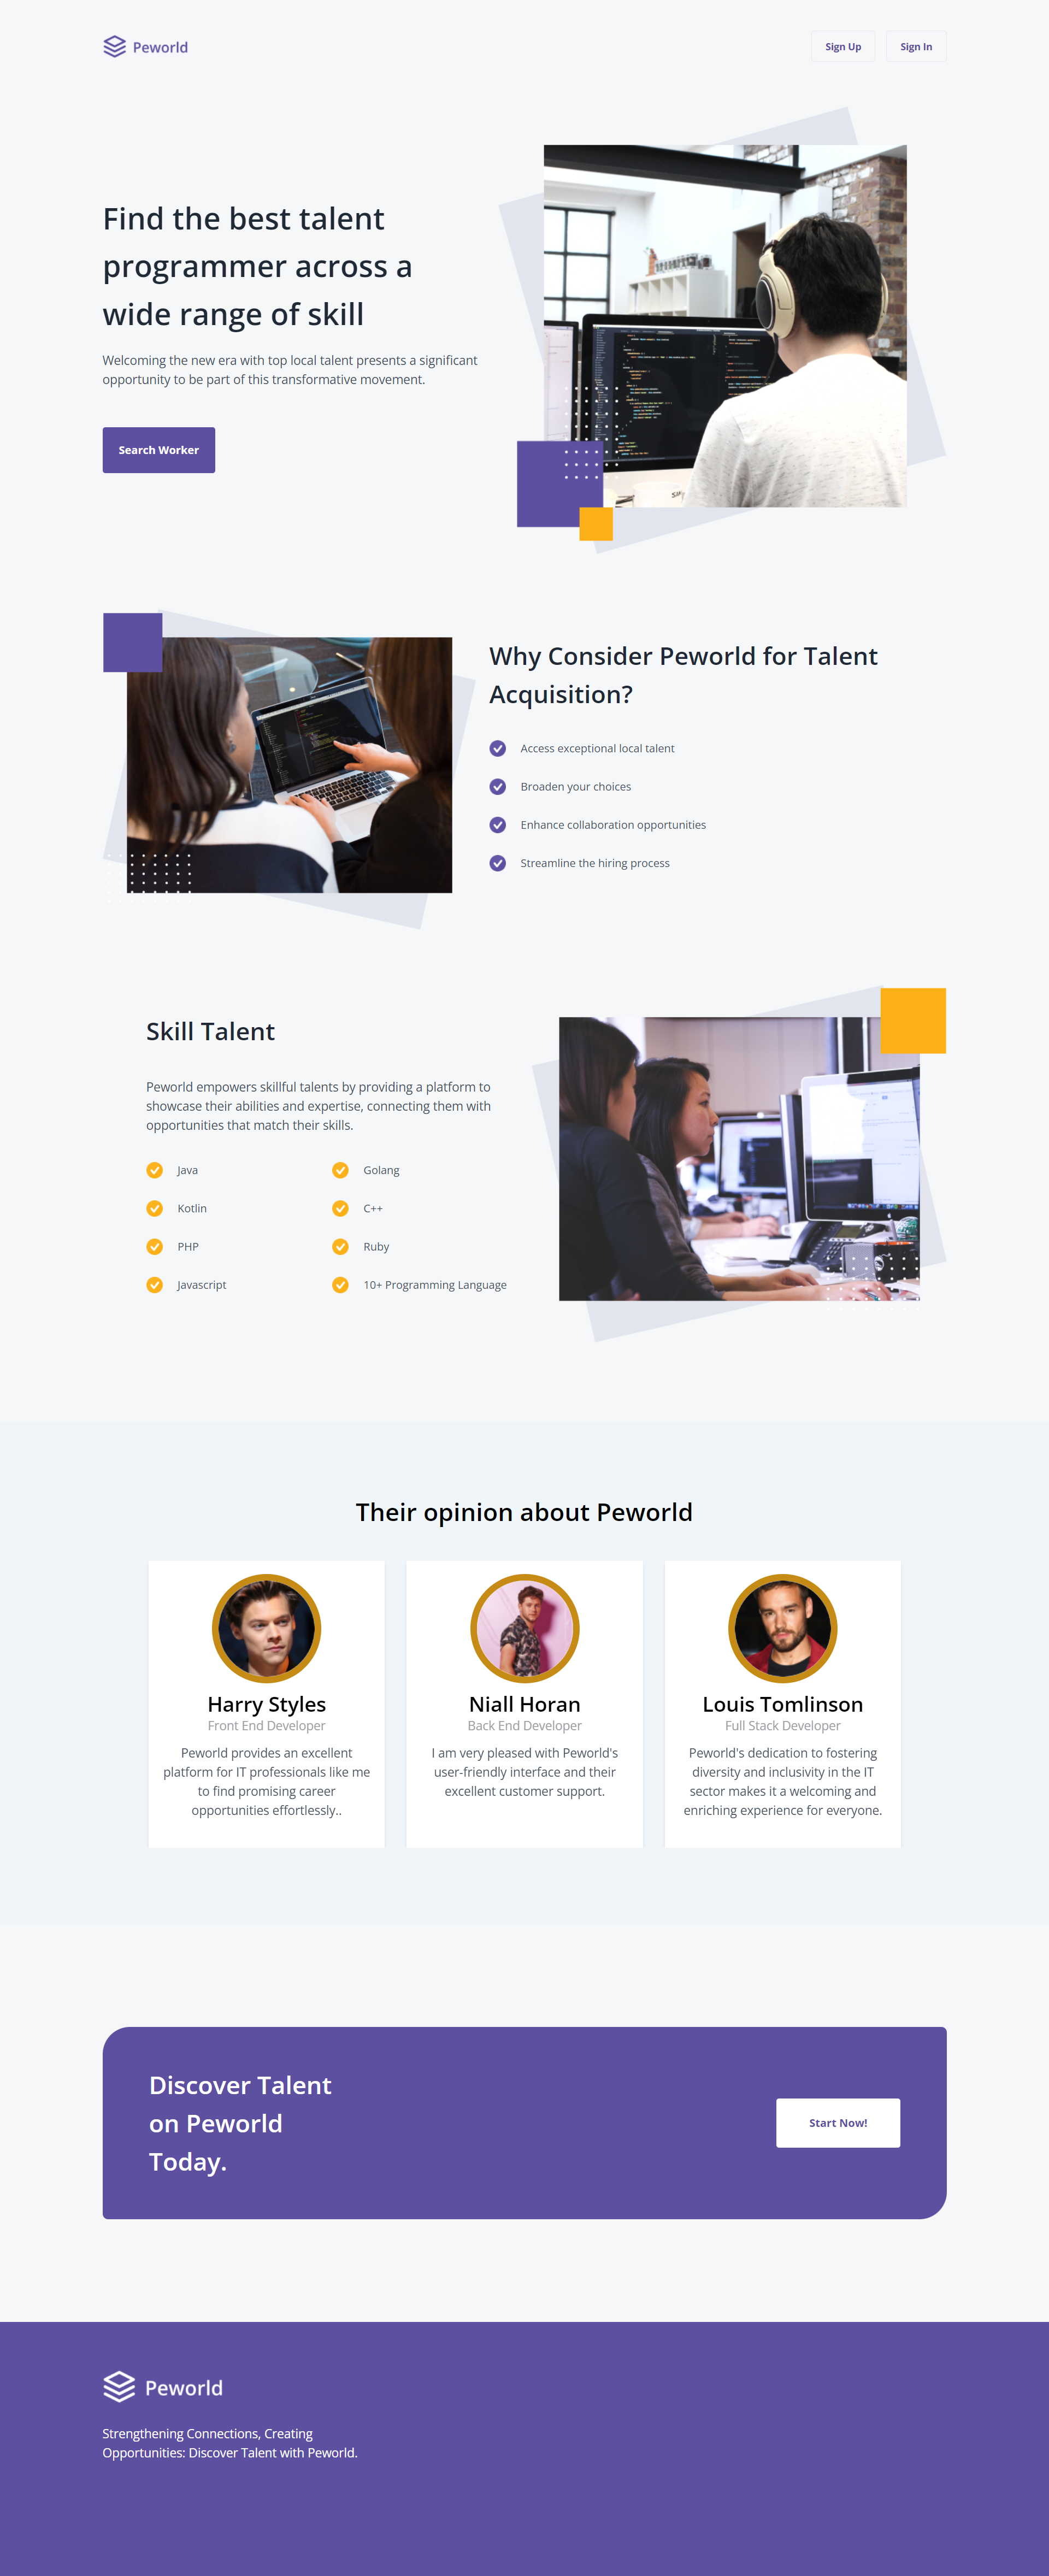 Peworld
Sign Up
Sign In
Find the best talent
programmer across a
wide range of skill
Welcoming the new era with top local talent presents a significant
opportunity to be part of this transformative movement.
Search Worker
Why Consider Peworld for Talent
Acquisition?
Access exceptional local talent
Broaden your choices
Enhance collaboration opportunities
Streamline the hiring process
Skill Talent
Peworld empowers skillful talents by providing a platform to
showcase their abilities and expertise, connecting them with
opportunities that match their skills.
Java
Golang
Kotlin
C++
PHP
Ruby
Javascript
10+ Programming Language
Their opinion about Peworld
Harry Styles
Front End Developer
Peworld provides an excellent
platform for IT professionals like me
to find promising career
opportunities effortlessly..
Niall Horan
Back End Developer
I am very pleased with Peworld's
user-friendly interface and their
excellent customer support.
Louis Tomlinson
Full Stack Developer
Peworld's dedication to fostering
diversity and inclusivity in the IT
sector makes it a welcoming and
enriching experience for everyone.
Discover Talent
on Peworld
Today.
Start Now!
Peworld
Strengthening Connections, Creating
Opportunities: Discover Talent with Peworld.